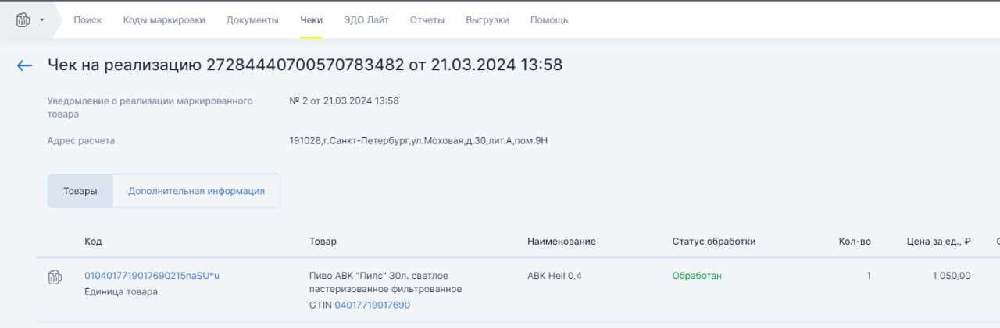 Поиск Коды маркировки Документы Чеки ЭДО Лайт Отчеты Выгрузки Помощь
Чек на реализацию 27284440700570783482 от 21.03.2024 13:58
Уведомление о реализации маркированного товара № 2 от 21.03.2024 13:58
Адрес расчета 191028,г.Санкт-Петербург,ул.Моховая,д.30,лит.А,пом.9Н
Товары Дополнительная информация
Код Товар Наименование Статус обработки Кол-во Цена за ед., ₽
0104017719017690215naSU*u Пиво АВК "Пилс" 30л. светлое АВК Hell 0,4 Обработан 1 1 050,00
Единица товара пастеризованное фильтрованное
GTIN 04017719017690